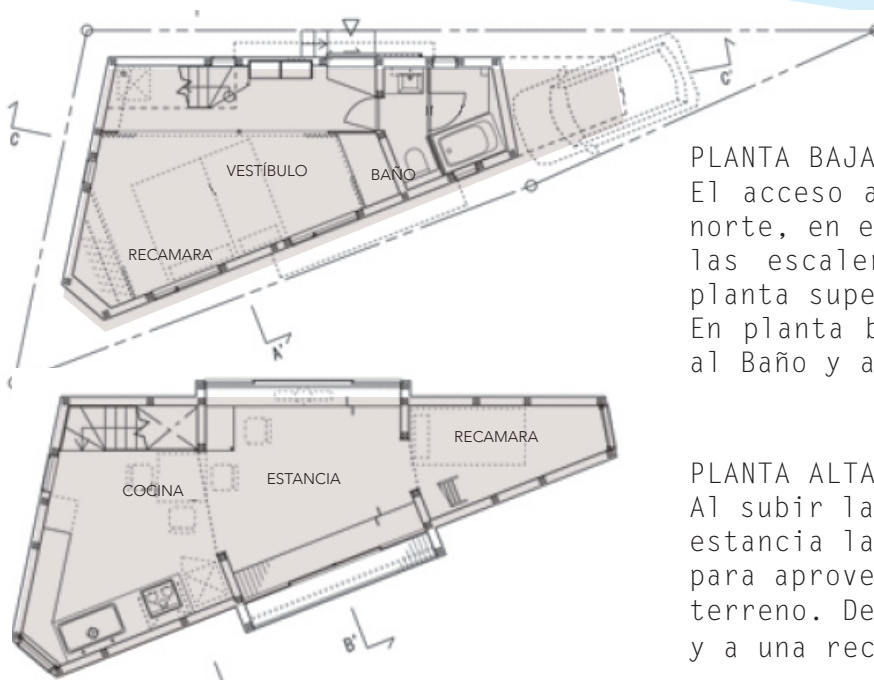 C'
C
VESTÍBULO
BAÑO
RECAMARA
A'
RECAMARA
ESTANCIA
COCINA
B'
PLANTA BAJA
El acceso a
norte, en e
las escaler
planta supe
En planta b
al Baño y a
PLANTA ALTA
Al subir la
estancia la
para aprove
terreno. De
y a una rec